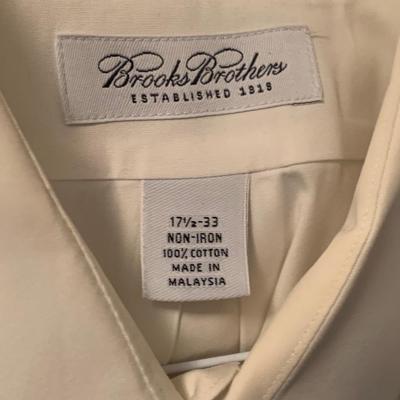 Brooks Brothers
ESTABLISHED 1818
17½-33
NON-IRON
100% COTTON
MADE IN
MALAYSIA